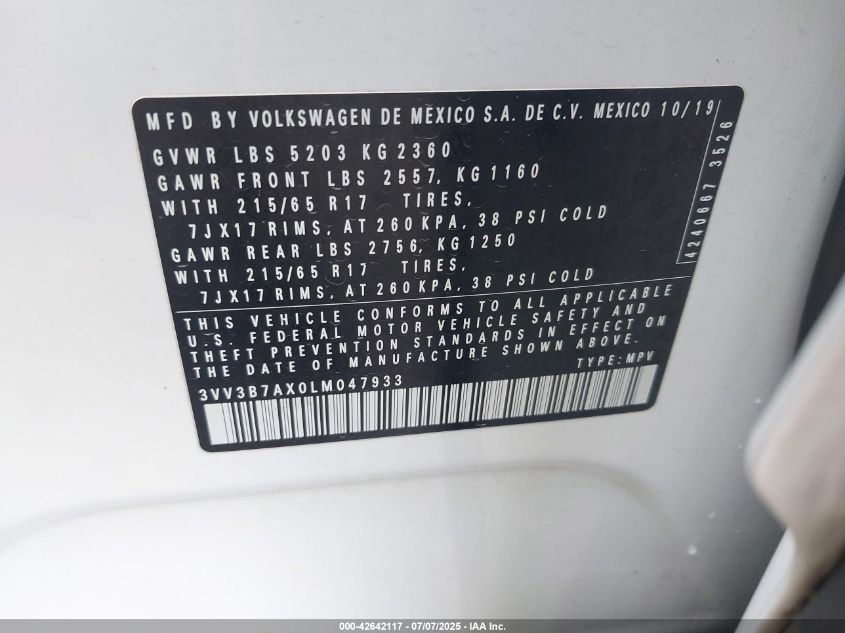 MFD BY VOLKSWAGEN DE MEXICO S.A. DE C.V. MEXICO 10/19
GVWR LBS 5203 KG 2360
GAWR FRONT LBS 2557, KG 1160
WITH 215/65 R17 TIRES,
7JX17 RIMS, AT 260 KPA, 38 PSI COLD
GAWR REAR LBS 2756, KG 1250
WITH 215/65 R17 TIRES,
7JX17 RIMS, AT 260 KPA, 38 PSI COLD
4240667 3526
THIS VEHICLE CONFORMS TO ALL APPLICABLE
U.S. FEDERAL MOTOR VEHICLE SAFETY AND
THEFT PREVENTION STANDARDS IN EFFECT ON
THE DATE OF MANUFACTURE SHOWN ABOVE.
TYPE: MPV
3VV3B7AX0LM047933
000-42642117 - 07/07/2025 - IAA Inc.